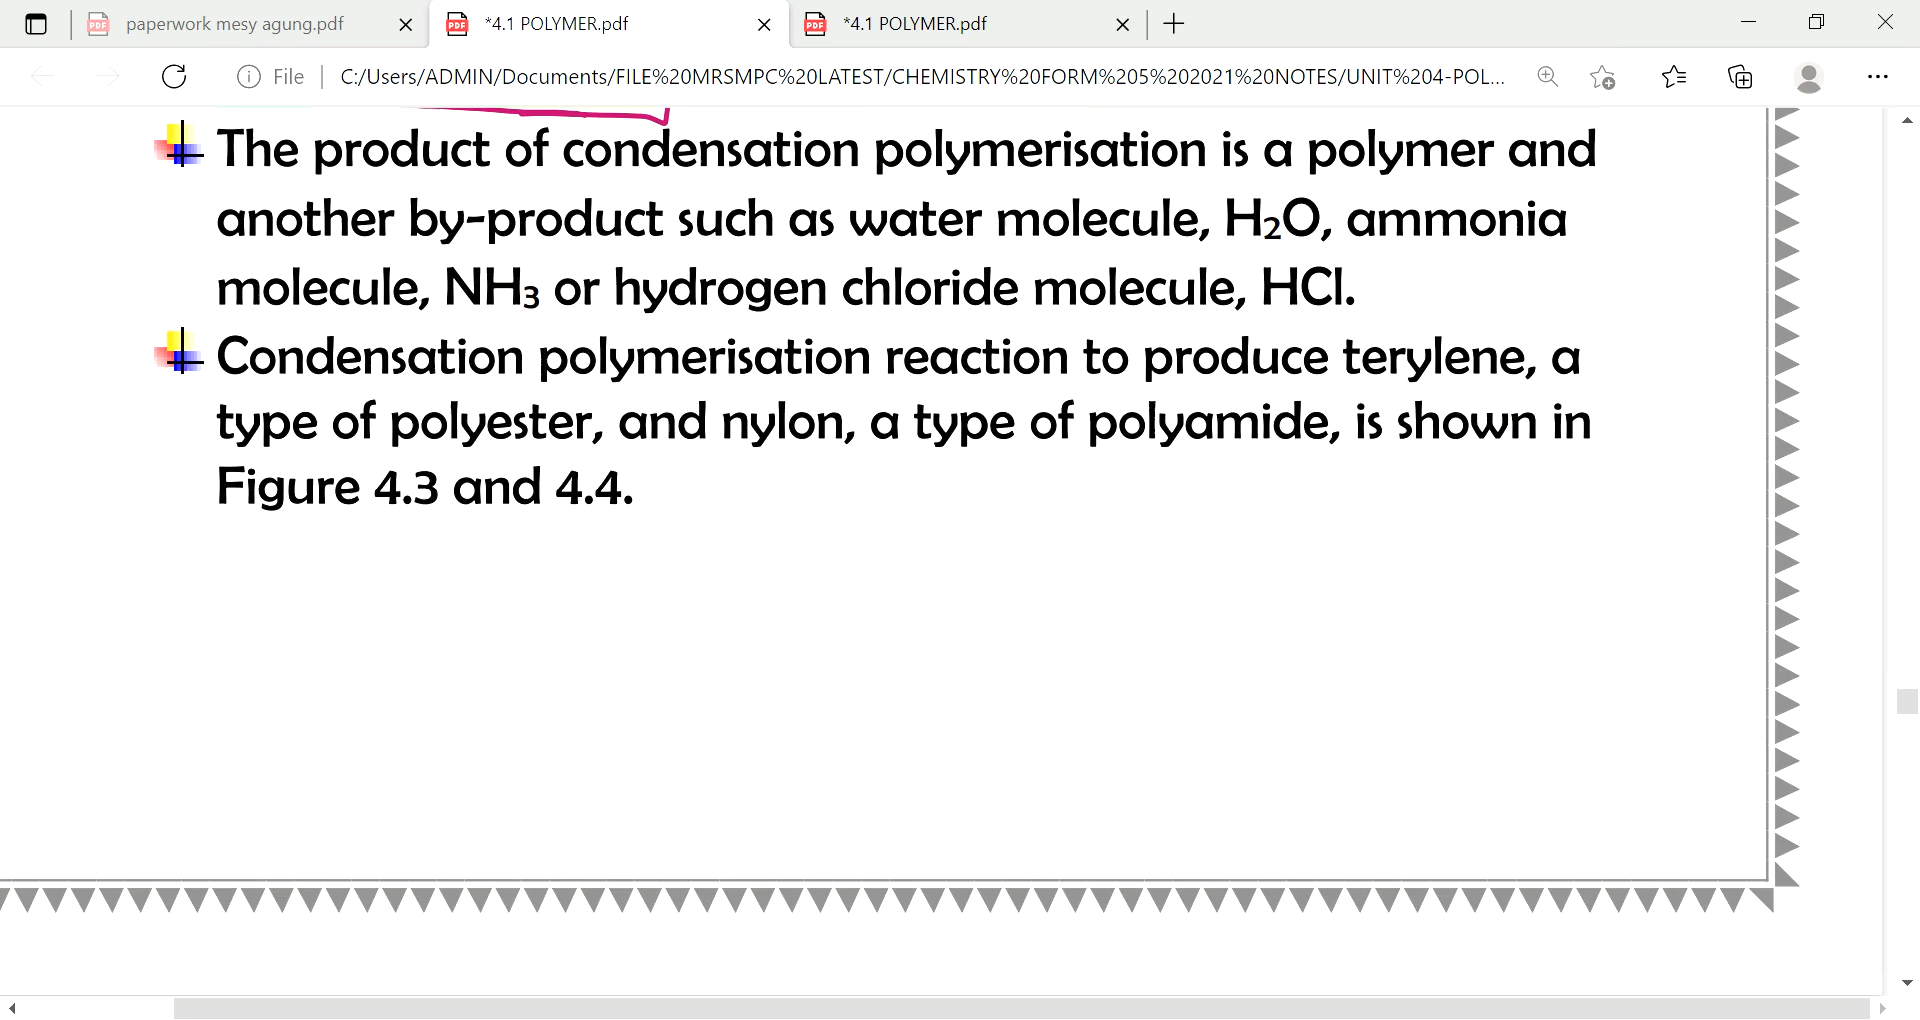 paperwork mesy agung.pdf
*4.1 POLYMER.pdf
*4.1 POLYMER.pdf
File
C:/Users/ADMIN/Documents/FILE%20MRSMPC%20LATEST/CHEMISTRY%20FORM%205%202021%20NOTES/UNIT%204-POL...
The product of condensation polymerisation is a polymer and
another by-product such as water molecule, H₂O, ammonia
molecule, NH₃ or hydrogen chloride molecule, HCl.
Condensation polymerisation reaction to produce terylene, a
type of polyester, and nylon, a type of polyamide, is shown in
Figure 4.3 and 4.4.